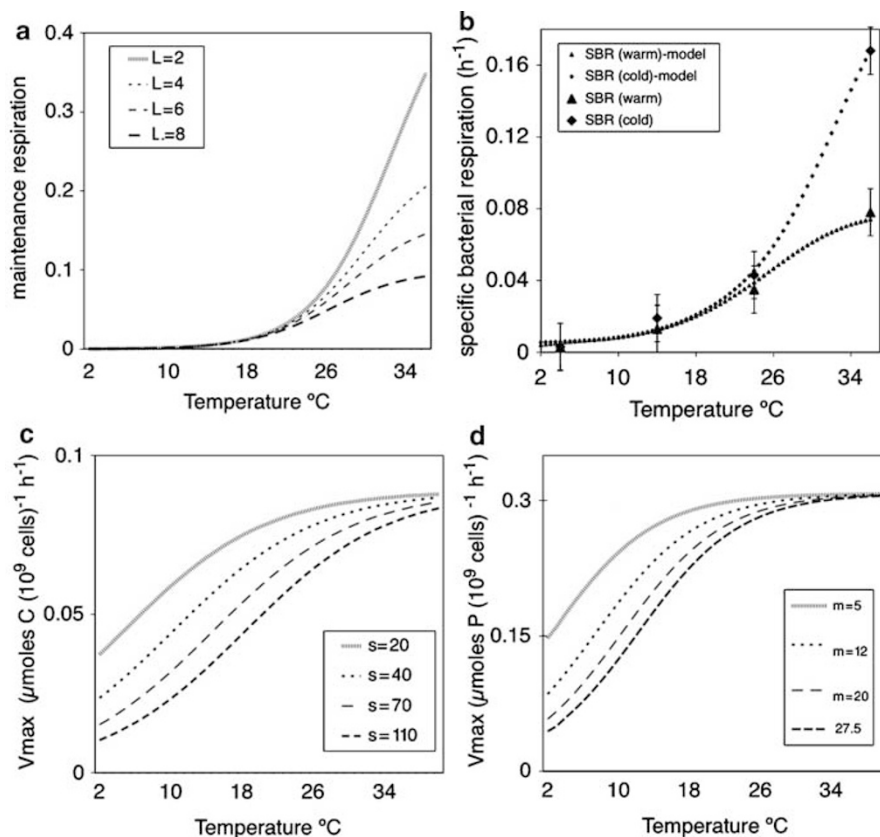 a
0.4
0.3
0.2
0.1
0
maintenance respiration
L=2
L=4
L=6
L.=8
2 10 18 26 34
Temperature ºC
b
0.16
0.12
0.08
0.04
0
specific bacterial respiration (h⁻¹)
SBR (warm)-model
SBR (cold)-model
SBR (warm)
SBR (cold)
2 10 18 26 34
Temperature ºC
c
0.1
0.05
0
Vmax (µmoles C (10⁹ cells)⁻¹ h⁻¹)
s=20
s=40
s=70
s=110
2 10 18 26 34
Temperature ºC
d
0.3
0.15
0
Vmax (µmoles P (10⁹ cells) ⁻¹ h⁻¹)
m=5
m=12
m=20
27.5
2 10 18 26 34
Temperature ºC